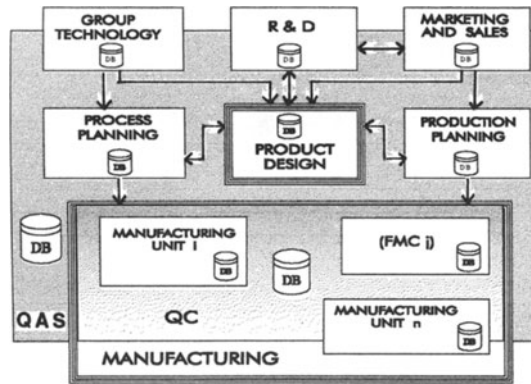 GROUP
TECHNOLOGY
DB
R & D
DB
MARKETING
AND SALES
DB
PROCESS
PLANNING
DB
DB
PRODUCT
DESIGN
PRODUCTION
PLANNING
DB
DB
MANUFACTURING
UNIT 1
DB
DB
(FMC j)
DB
QAS
QC
MANUFACTURING
UNIT n
DB
MANUFACTURING